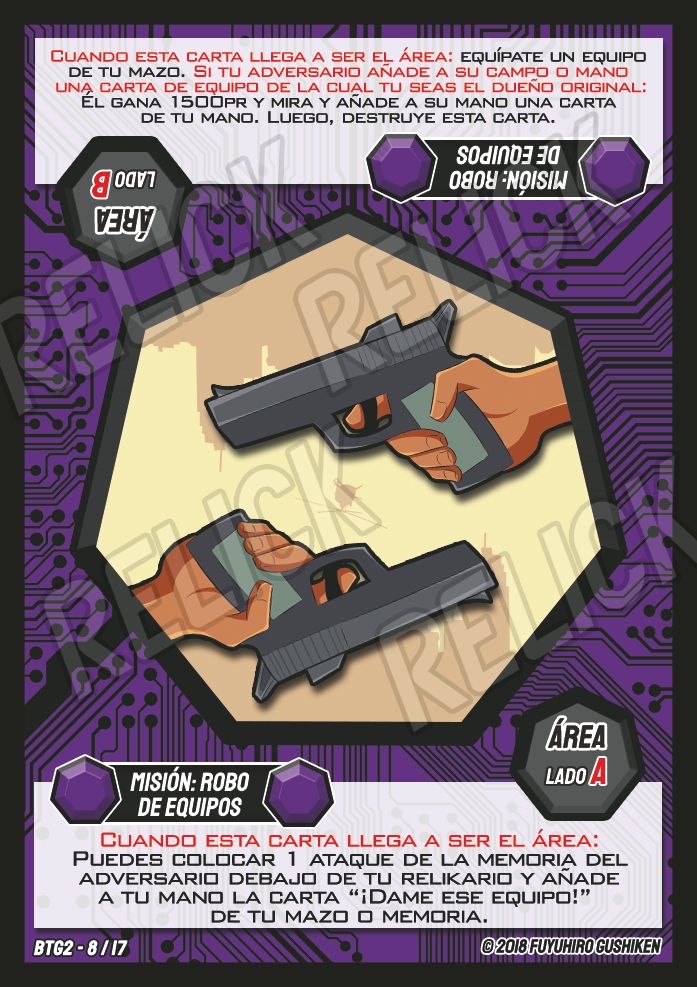 Cuando esta carta llega a ser el área: equípate un equipo
de tu mazo. Si tu adversario añade a su campo o mano
una carta de equipo de la cual tu seas el dueño original:
Él gana 1500pr y mira y añade a su mano una carta
de tu mano. Luego, destruye esta carta.
MISIÓN: ROBO
DE EQUIPOS
ÁREA
LADO B
RELICK
RELICK
RELICK
RELICK
RELICK
ÁREA
LADO A
MISIÓN: ROBO
DE EQUIPOS
Cuando esta carta llega a ser el área:
Puedes colocar 1 ataque de la memoria del
adversario debajo de tu relikario y añade
a tu mano la carta “¡Dame ese equipo!”
de tu mazo o memoria.
BTG2 - 8 / 17
© 2018 FUYUHIRO GUSHIKEN